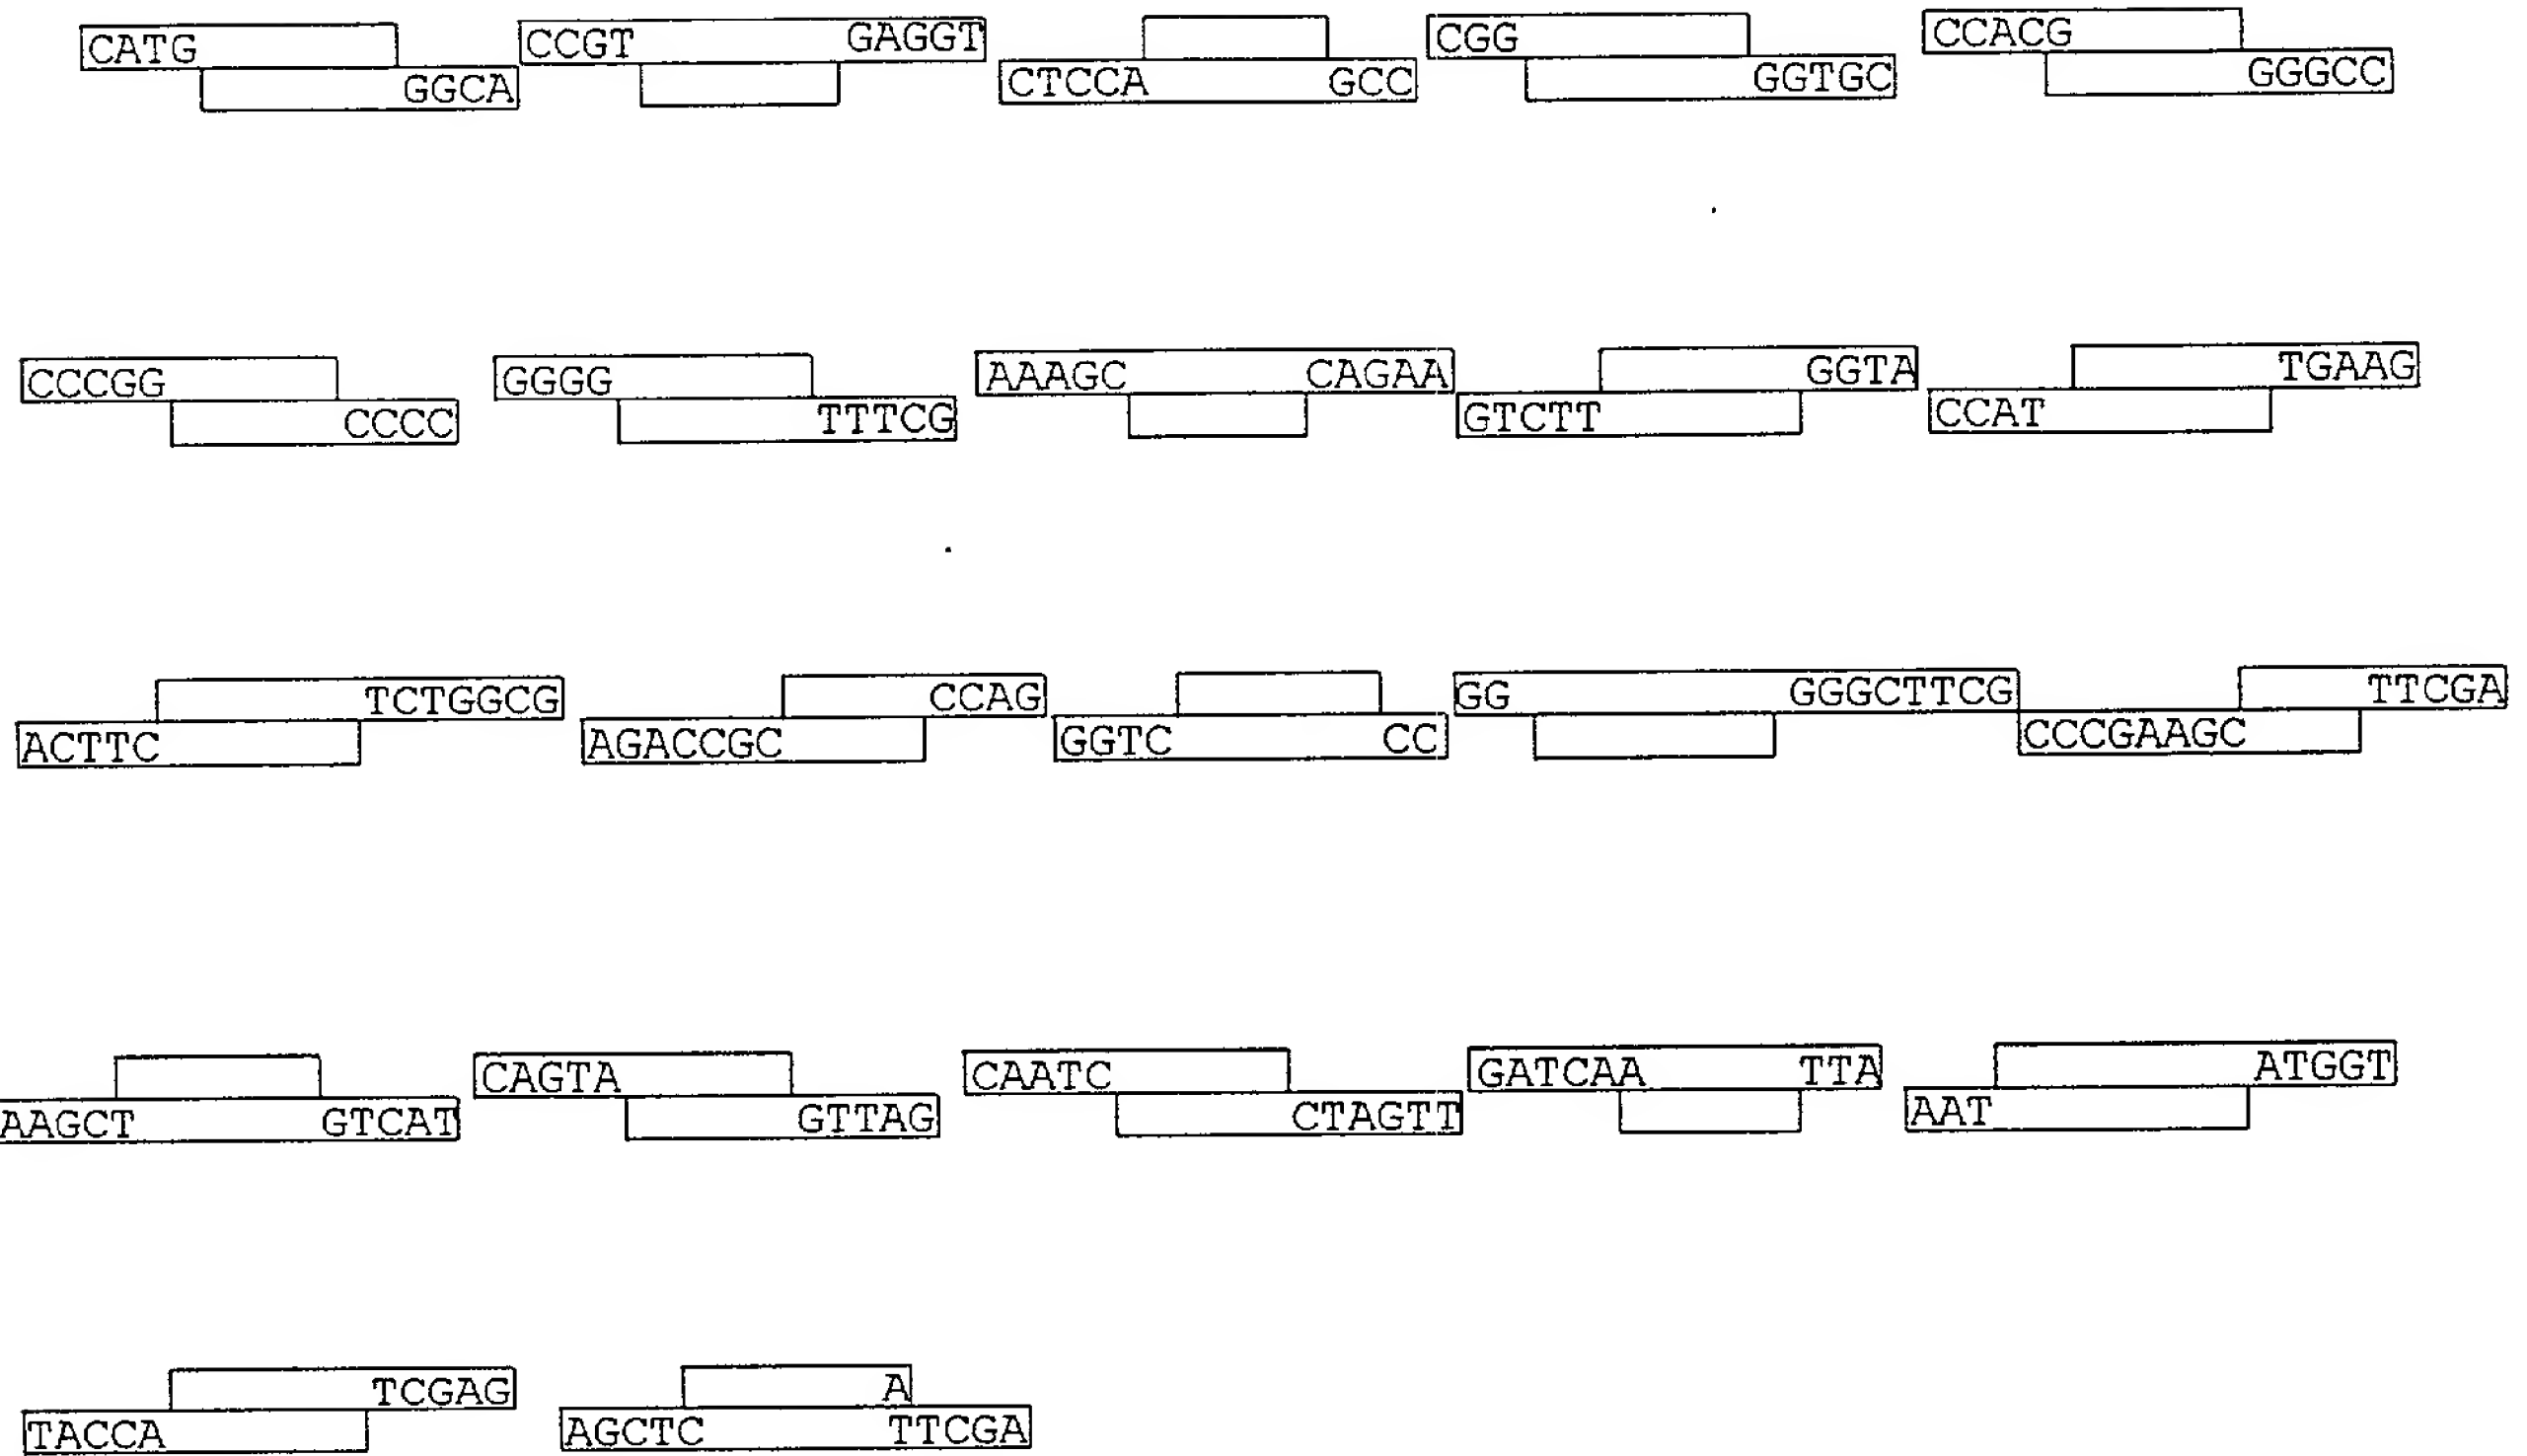 CATG CCGT GAGGT CGG CCACG
GGCA CTCCA GCC GGTGC GGGCC
CCCGG GGGG AAAGC CAGAA GGTA TGAAG
CCCC TTTCG GTCTT CCAT
TCTGGCG CCAG GG GGGCTTCG TTCGA
ACTTC AGACCGC GGTC CC CCCGAAGC
CAGTA CAATC GATCAA TTA ATGGT
AAGCT GTCAT GTTAG CTAGTT AAT
TCGAG A
TACCA AGCTC TTCGA